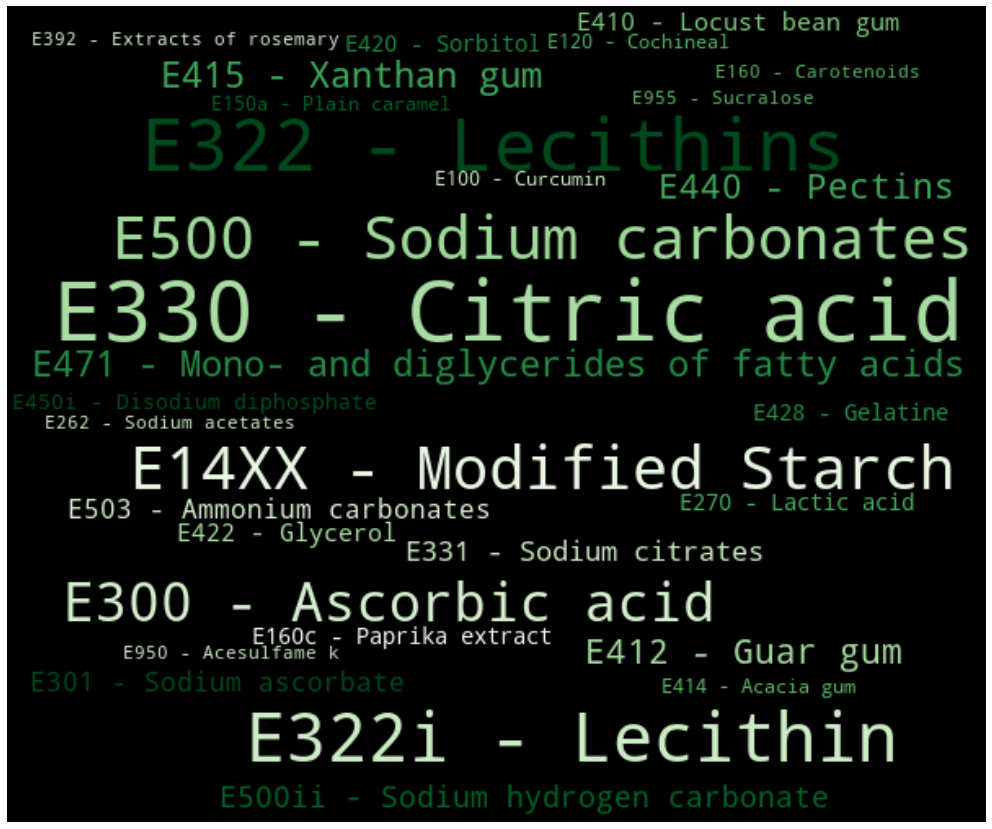 E410 - Locust bean gum
E392 - Extracts of rosemary
E420 - Sorbitol
E120 - Cochineal
E415 - Xanthan gum
E160 - Carotenoids
E150a - Plain caramel
E955 - Sucralose
E322 - Lecithins
E100 - Curcumin
E440 - Pectins
E500 - Sodium carbonates
E330 - Citric acid
E471 - Mono- and diglycerides of fatty acids
E450i - Disodium diphosphate
E428 - Gelatine
E262 - Sodium acetates
E14XX - Modified Starch
E503 - Ammonium carbonates
E270 - Lactic acid
E422 - Glycerol
E331 - Sodium citrates
E300 - Ascorbic acid
E160c - Paprika extract
E950 - Acesulfame k
E412 - Guar gum
E301 - Sodium ascorbate
E414 - Acacia gum
E322i - Lecithin
E500ii - Sodium hydrogen carbonate